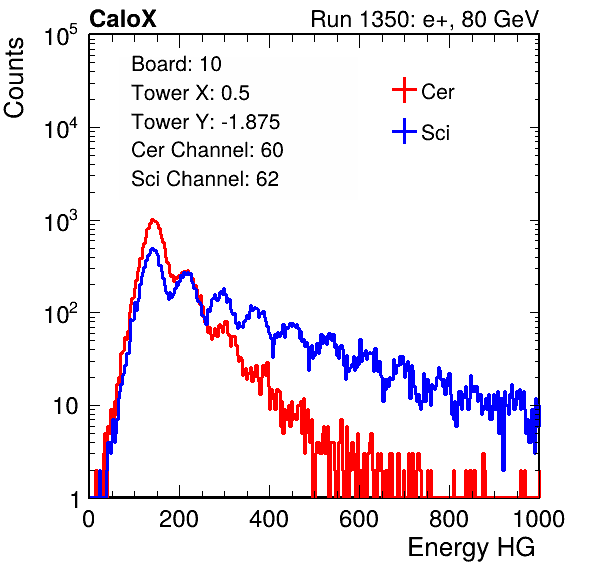 CaloX Run 1350: e+, 80 GeV
Counts
Board: 10
Tower X: 0.5
Tower Y: -1.875
Cer Channel: 60
Sci Channel: 62
Cer
Sci
10^5
10^4
10^3
10^2
10
1
0 200 400 600 800 1000
Energy HG